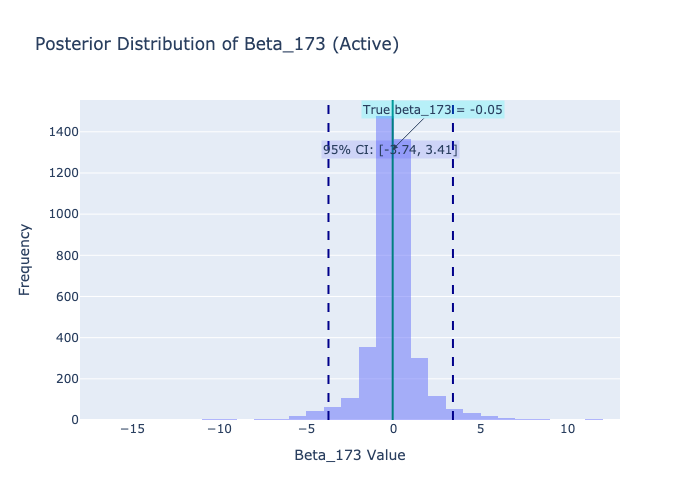 Posterior Distribution of Beta_173 (Active)
True beta_173 = -0.05
95% CI: [-3.74, 3.41]
1400
1200
1000
800
600
400
200
0
Frequency
−15
−10
−5
0
5
10
Beta_173 Value